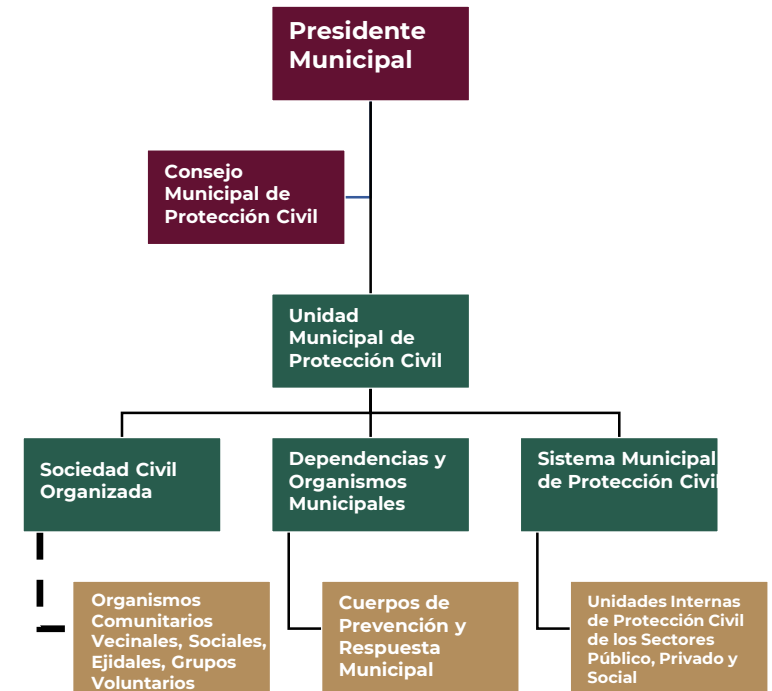 Presidente
Municipal
Consejo
Municipal de
Protección Civil
Unidad
Municipal de
Protección Civil
Sociedad Civil
Organizada
Dependencias y
Organismos
Municipales
Sistema Municipal
de Protección Civil
Organismos
Comunitarios
Vecinales, Sociales,
Ejidales, Grupos
Voluntarios
Cuerpos de
Prevención y
Respuesta
Municipal
Unidades Internas
de Protección Civil
de los Sectores
Público, Privado y
Social